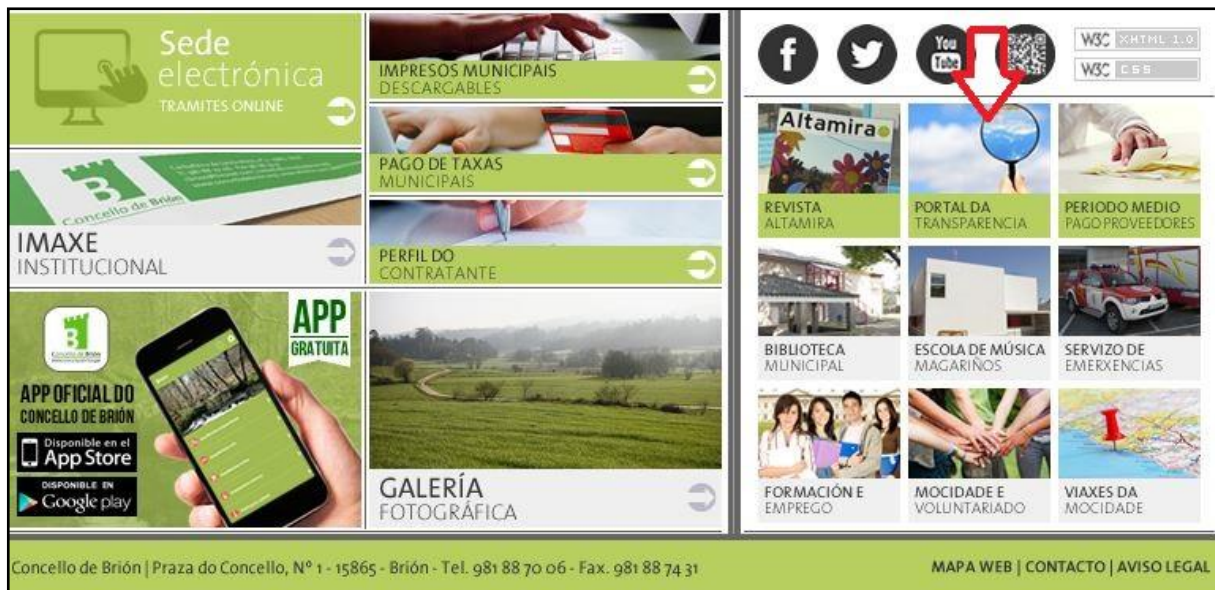 Sede
electrónica
TRAMITES ONLINE
IMPRESOS MUNICIPAIS
DESCARGABLES
PAGO DE TAXAS
MUNICIPAIS
PERFIL DO
CONTRATANTE
B
Concello de Brión
IMAXE
INSTITUCIONAL
B
Concello de Brión
APP
GRATUITA
APP OFICIAL DO
CONCELLO DE BRIÓN
Disponible en el
App Store
DISPONIBLE EN
Google play
GALERÍA
FOTOGRÁFICA
f
You
Tube
W3C XHTML 1.0
W3C CSS
Altamira
REVISTA
ALTAMIRA
PORTAL DA
TRANSPARENCIA
PERIODO MEDIO
PAGO PROVEEDORES
BIBLIOTECA
MUNICIPAL
ESCOLA DE MÚSICA
MAGARIÑOS
SERVIZO DE
EMERXENCIAS
FORMACIÓN E
EMPREGO
MOCIDADE E
VOLUNTARIADO
VIAXES DA
MOCIDADE
Concello de Brión | Praza do Concello, Nº 1 - 15865 - Brión - Tel. 981 88 70 06 - Fax. 981 88 74 31
MAPA WEB | CONTACTO | AVISO LEGAL